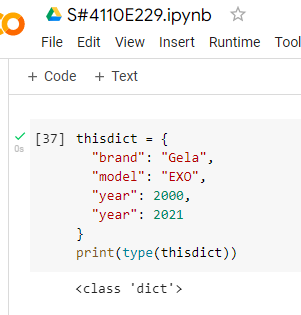 S#4110E229.ipynb
File Edit View Insert Runtime Tool
+ Code + Text
[37] thisdict = {
"brand": "Gela",
"model": "EXO",
"year": 2000,
"year": 2021
}
print(type(thisdict))
0s
<class 'dict'>